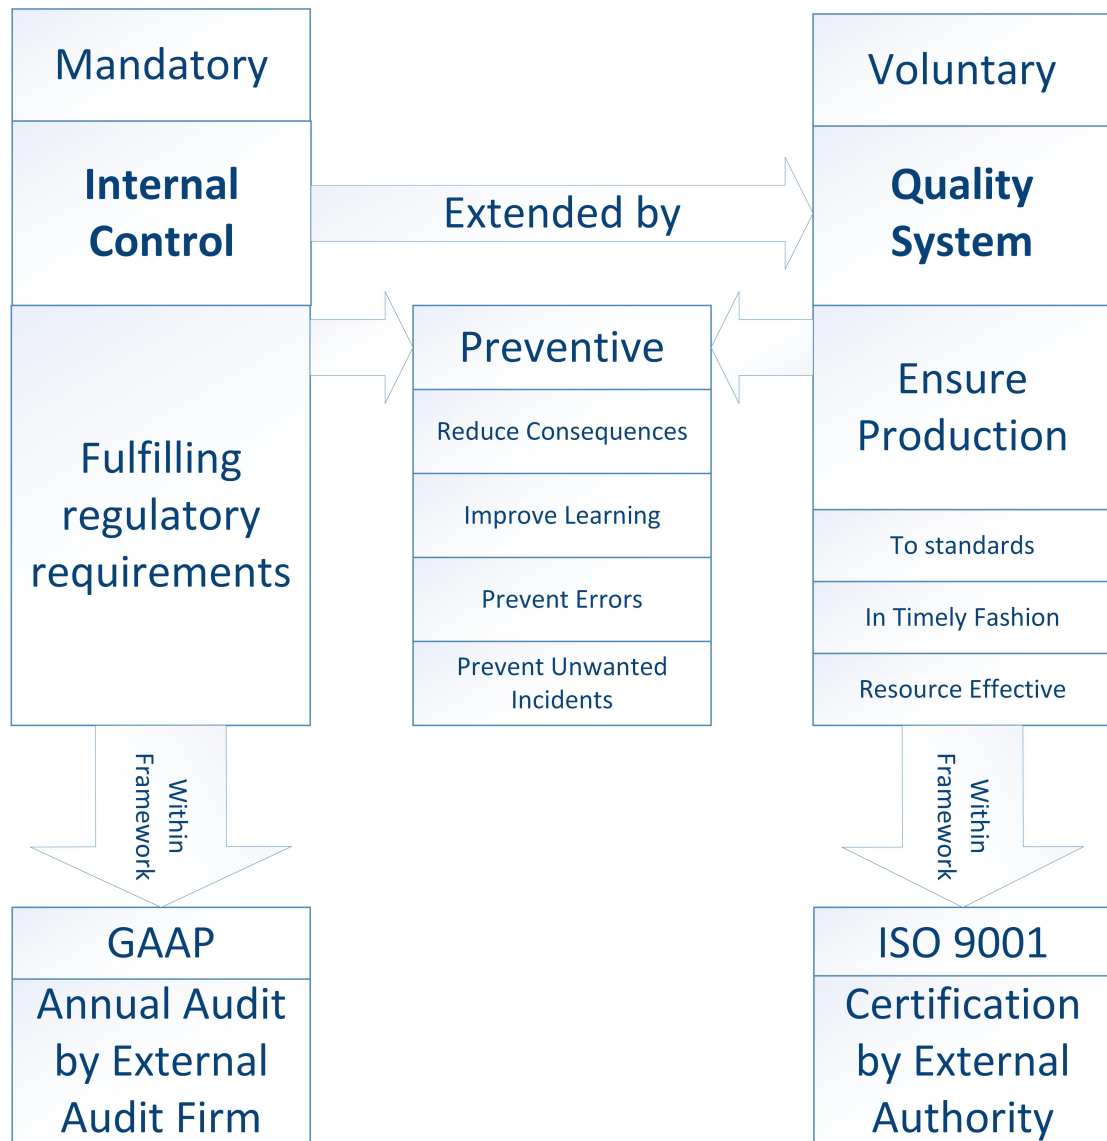 Mandatory
Internal
Control
Fulfilling
regulatory
requirements
Within
Framework
GAAP
Annual Audit
by External
Audit Firm
Extended by
Preventive
Reduce Consequences
Improve Learning
Prevent Errors
Prevent Unwanted
Incidents
Voluntary
Quality
System
Ensure
Production
To standards
In Timely Fashion
Resource Effective
Within
Framework
ISO 9001
Certification
by External
Authority